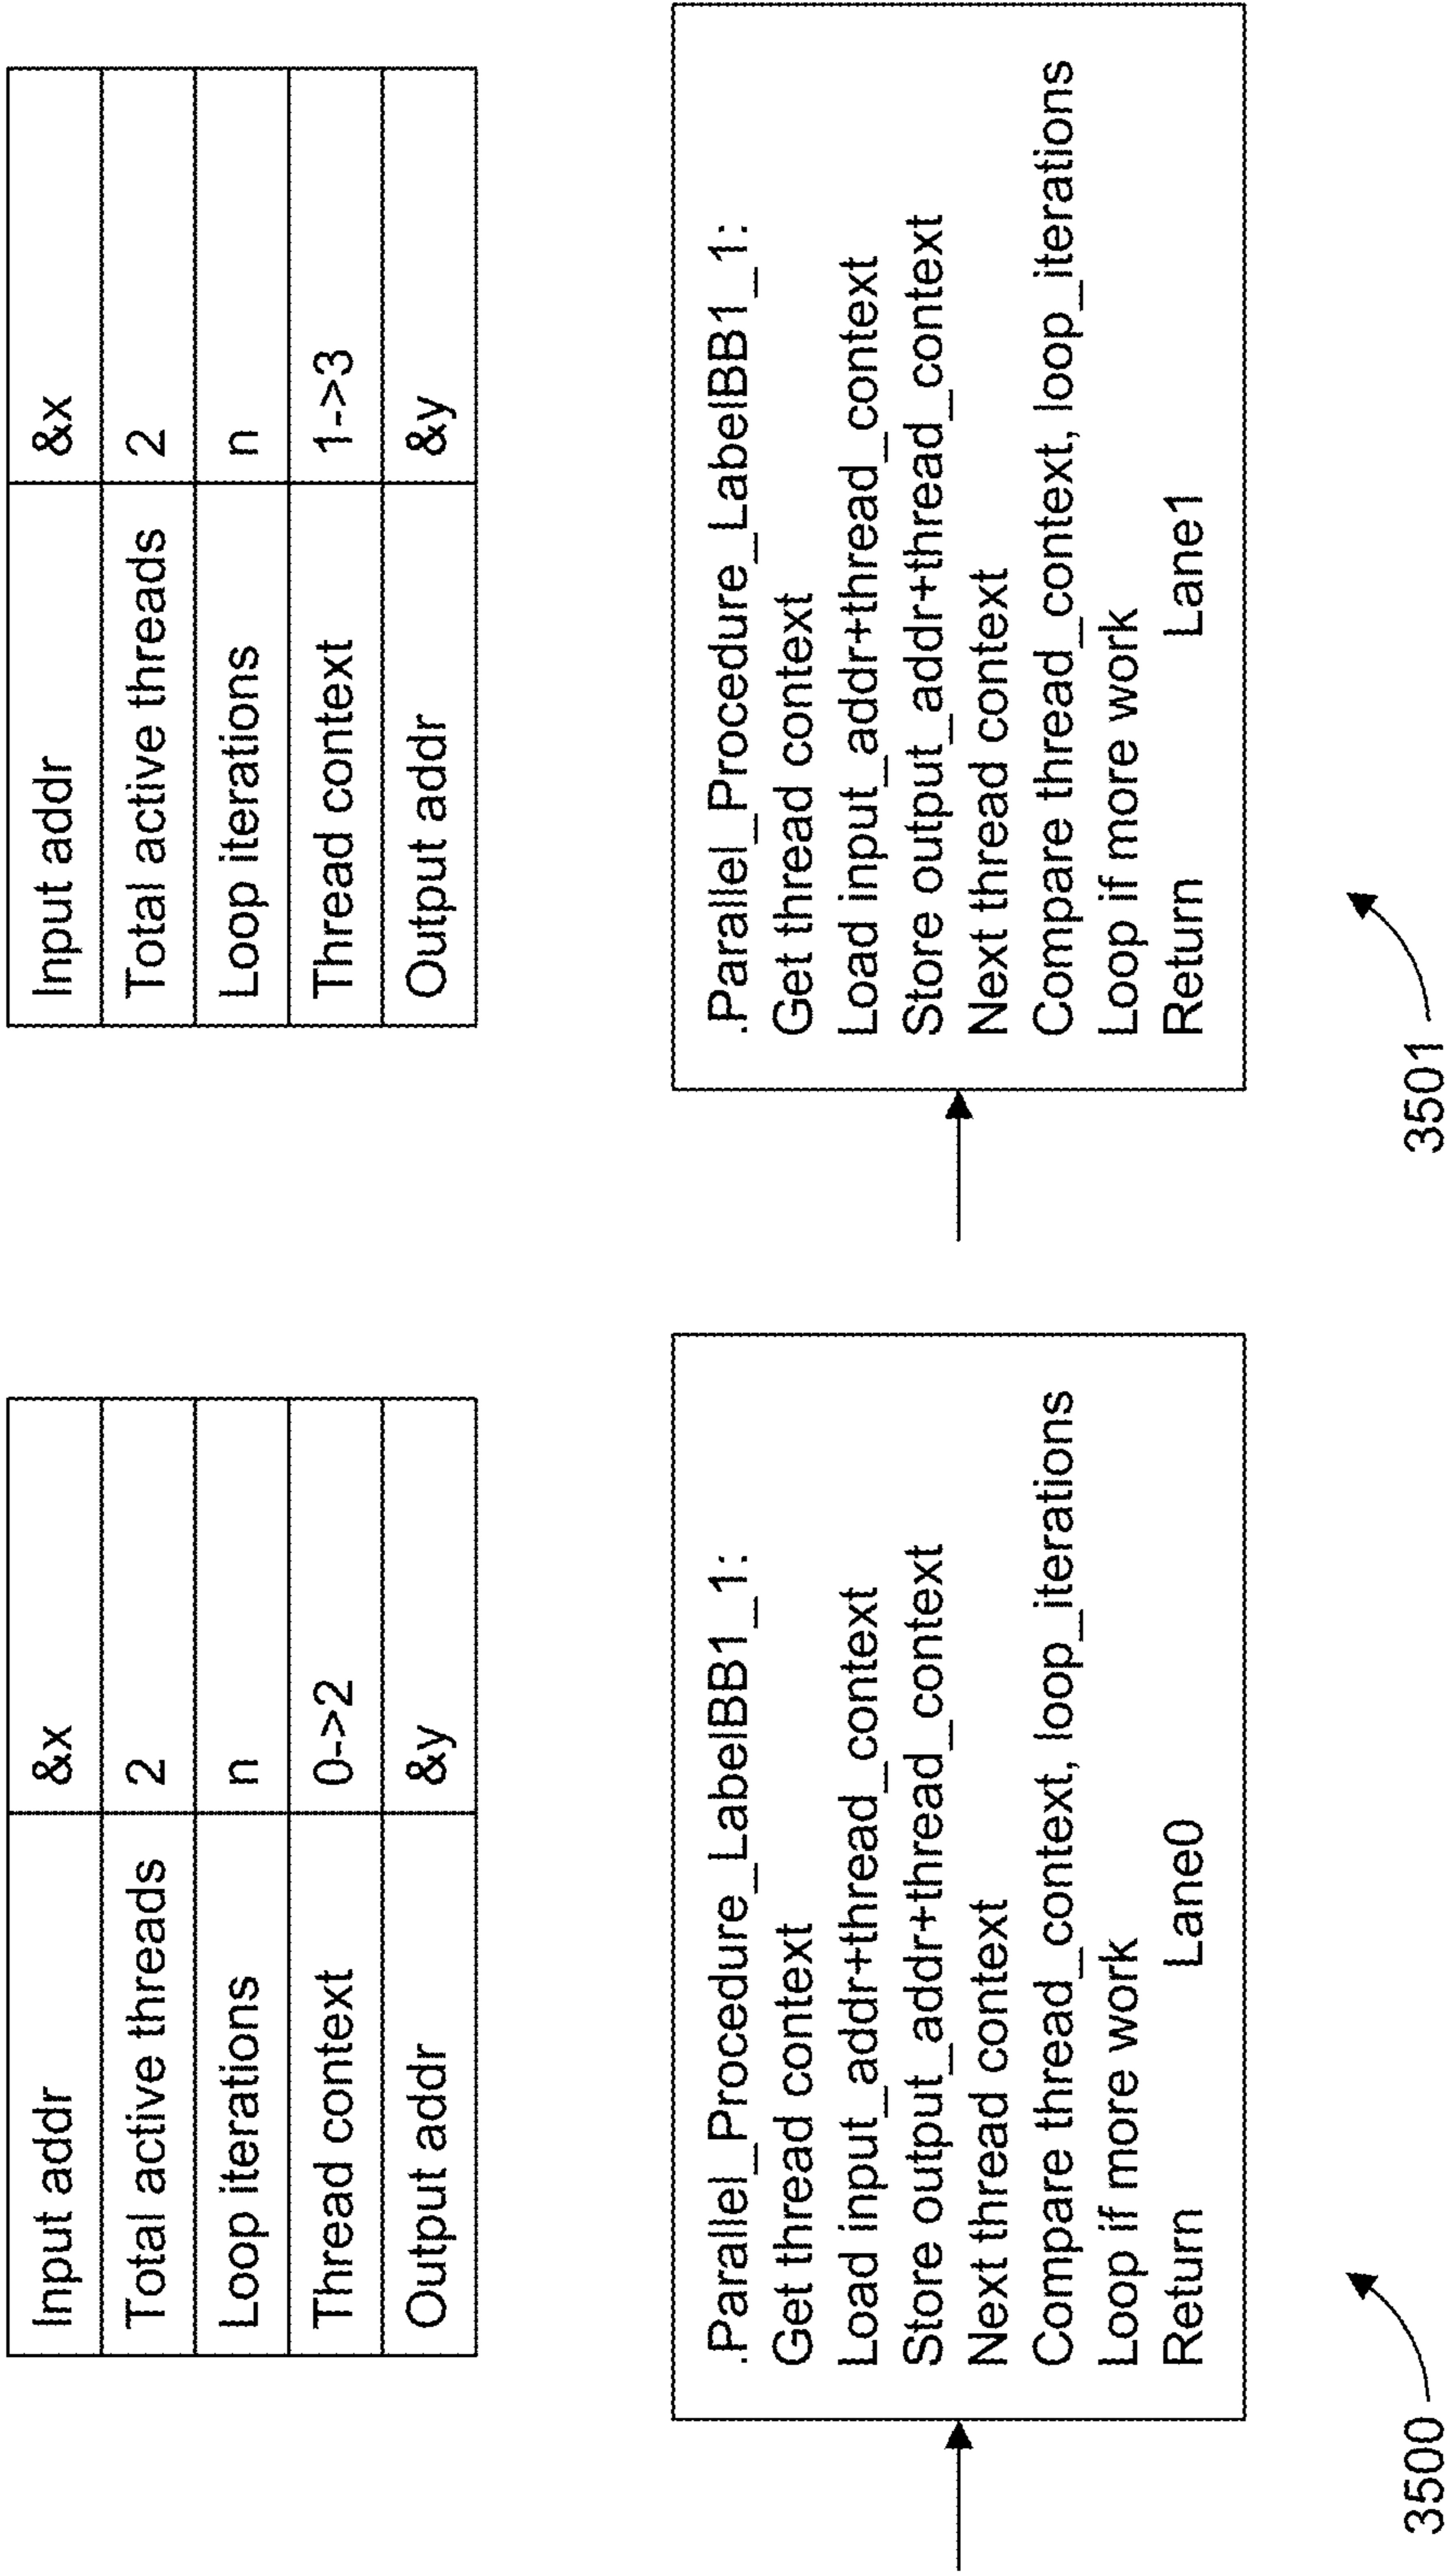 Input addr &x
Total active threads 2
Loop iterations n
Thread context 0->2
Output addr &y
.Parallel_Procedure_LabelBB1_1:
Get thread context
Load input_addr+thread_context
Store output_addr+thread_context
Next thread context
Compare thread_context, loop_iterations
Loop if more work
Return Lane0
3500
Input addr &x
Total active threads 2
Loop iterations n
Thread context 1->3
Output addr &y
.Parallel_Procedure_LabelBB1_1:
Get thread context
Load input_addr+thread_context
Store output_addr+thread_context
Next thread context
Compare thread_context, loop_iterations
Loop if more work
Return Lane1
3501